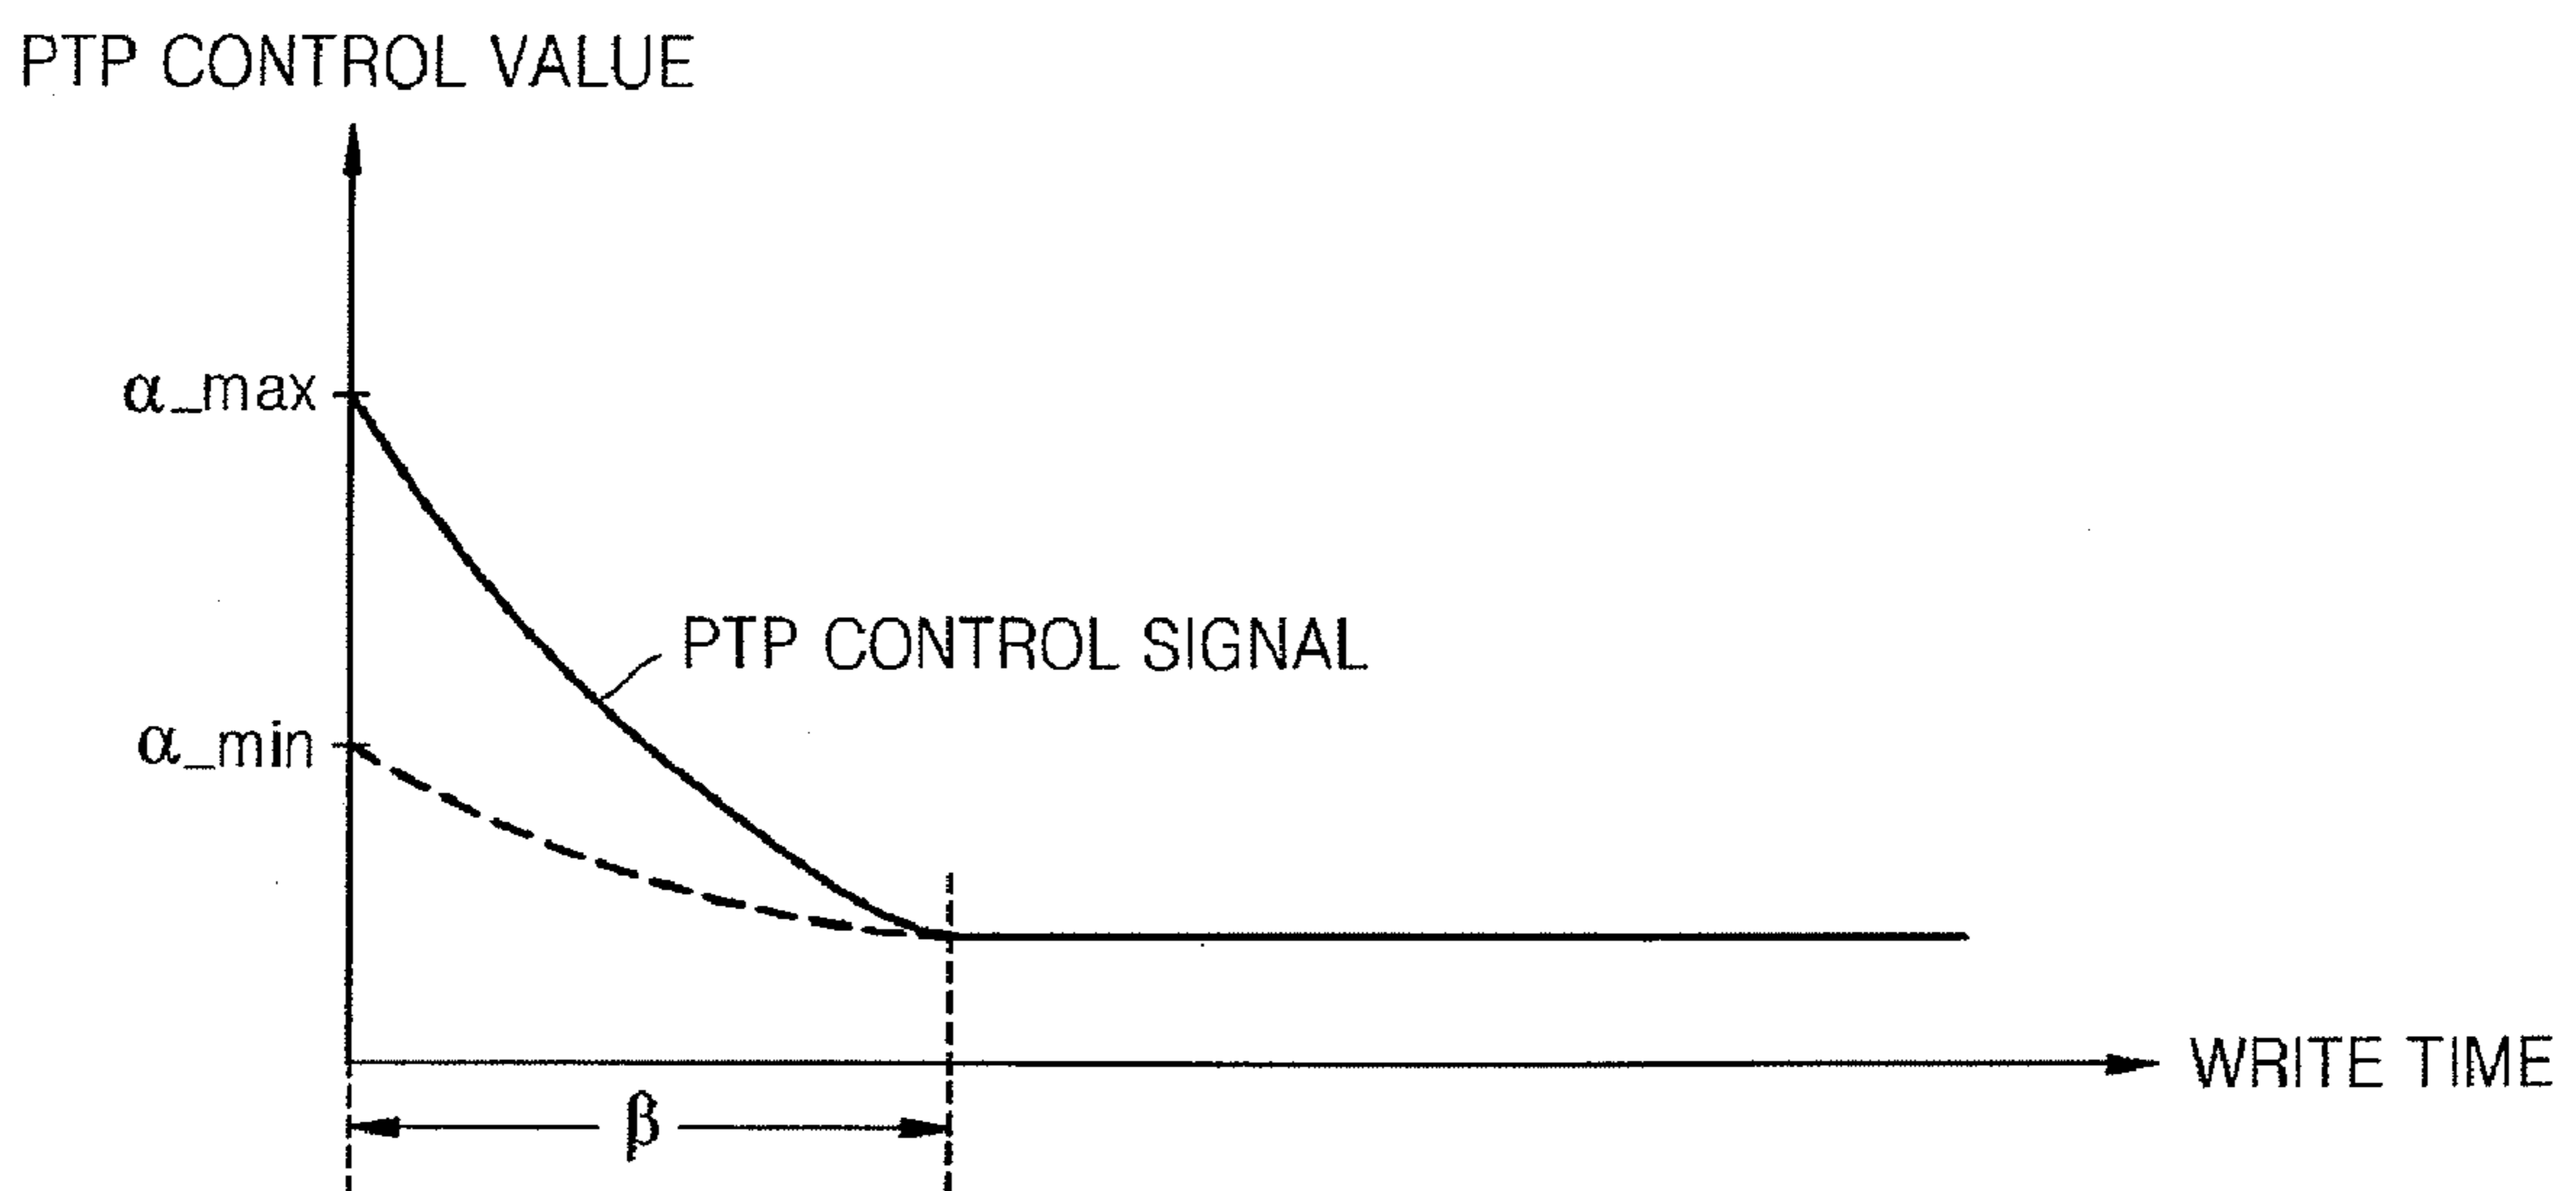 PTP CONTROL VALUE
α_max
PTP CONTROL SIGNAL
α_min
WRITE TIME
β